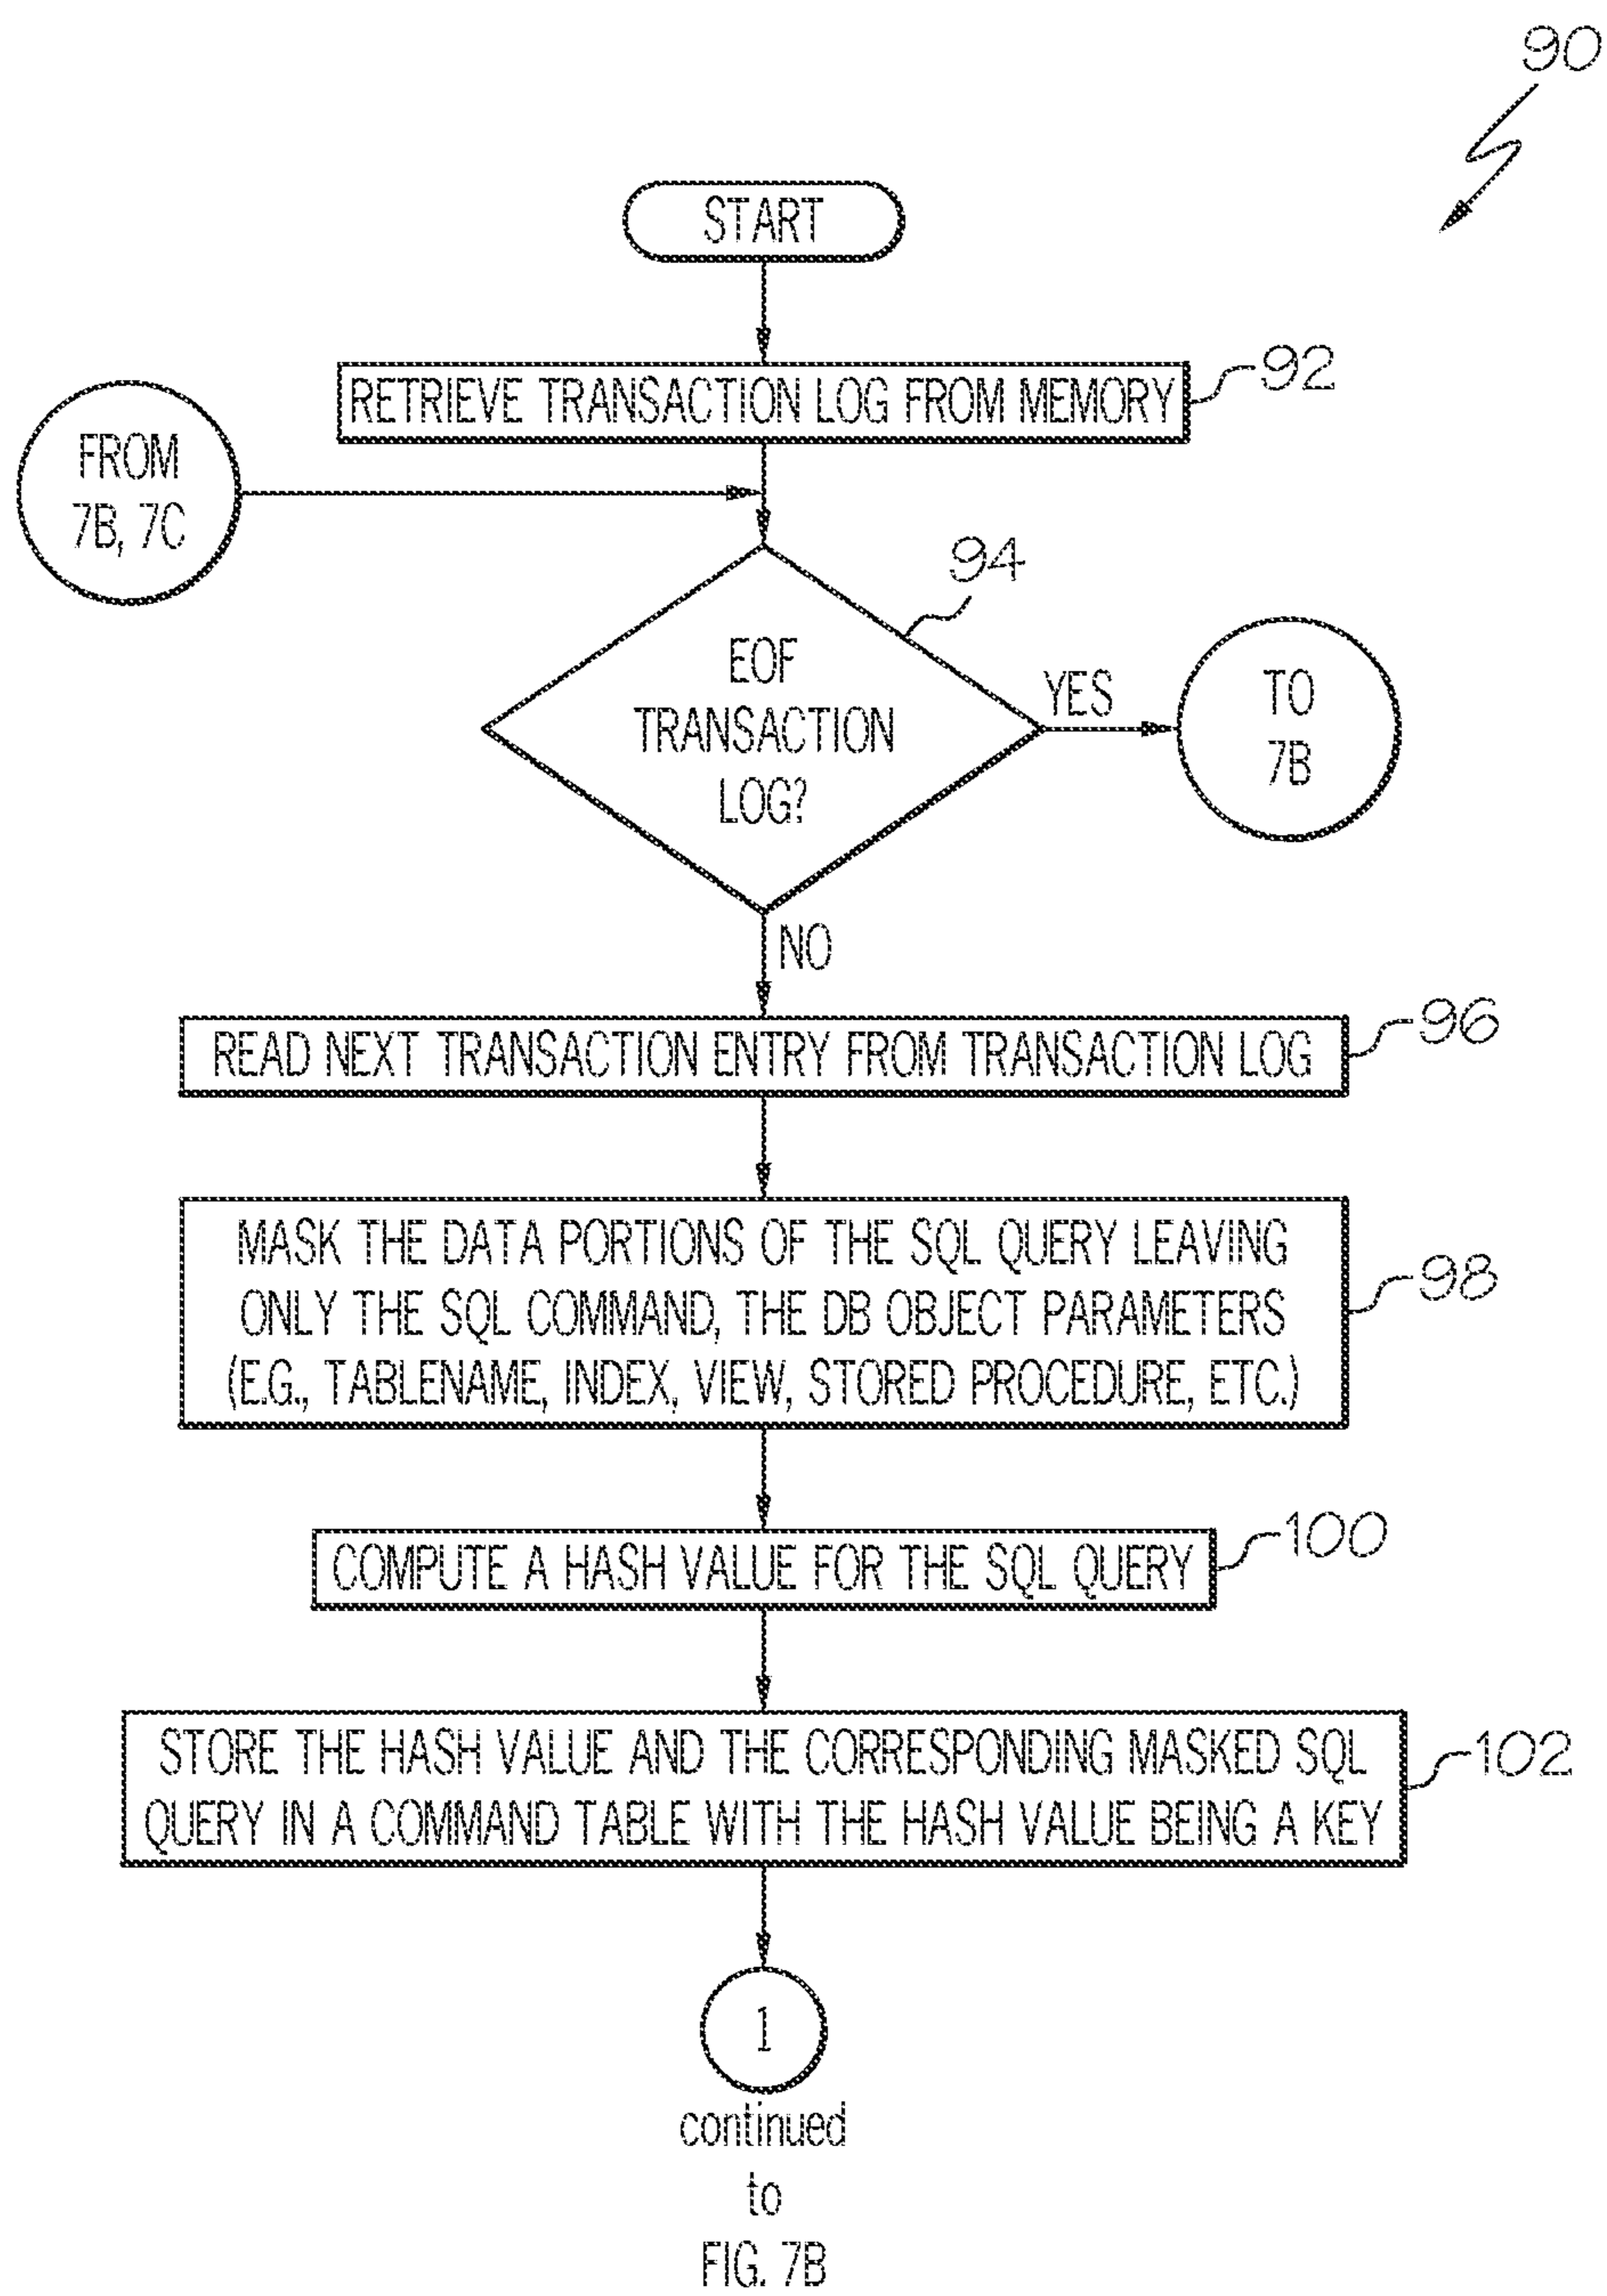 90
START
RETRIEVE TRANSACTION LOG FROM MEMORY
92
FROM
7B, 7C
94
EOF
TRANSACTION
LOG?
YES
TO
7B
NO
READ NEXT TRANSACTION ENTRY FROM TRANSACTION LOG
96
MASK THE DATA PORTIONS OF THE SQL QUERY LEAVING
ONLY THE SQL COMMAND, THE DB OBJECT PARAMETERS
(E.G., TABLENAME, INDEX, VIEW, STORED PROCEDURE, ETC.)
98
COMPUTE A HASH VALUE FOR THE SQL QUERY
100
STORE THE HASH VALUE AND THE CORRESPONDING MASKED SQL
QUERY IN A COMMAND TABLE WITH THE HASH VALUE BEING A KEY
102
1
continued
to
FIG. 7B